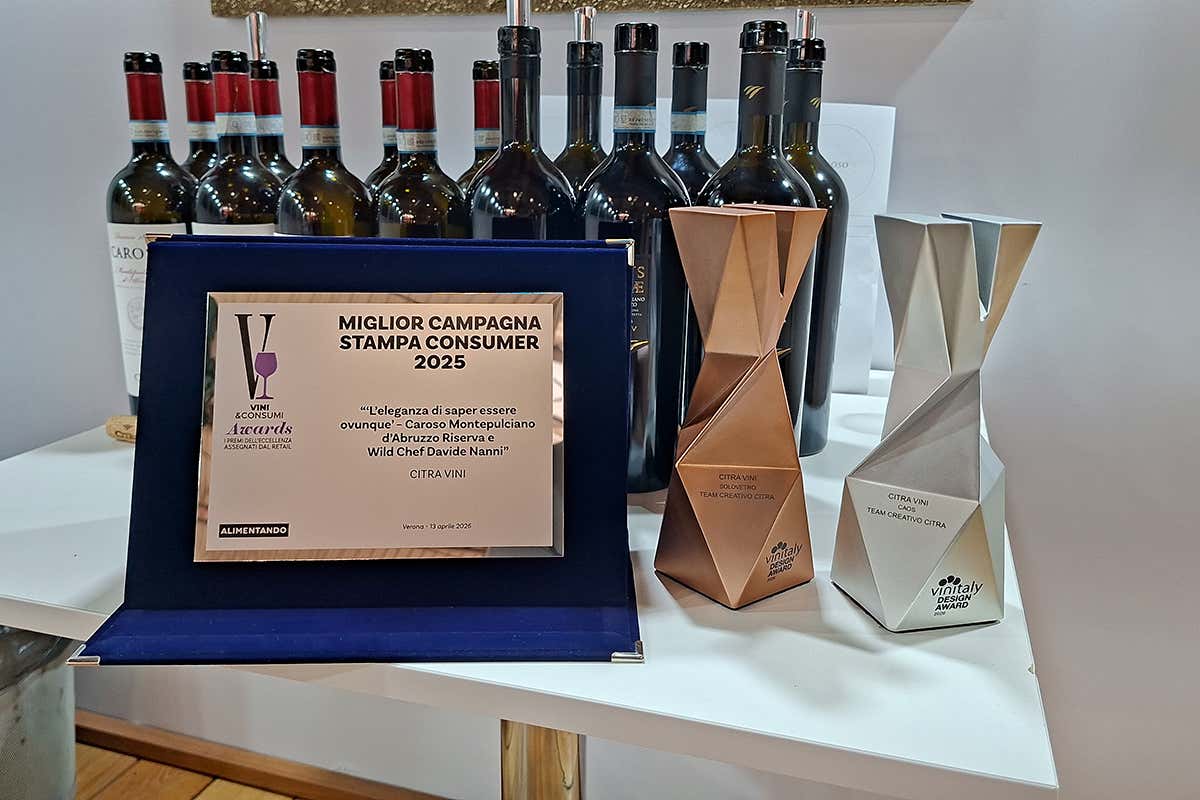 CARO
MIGLIOR CAMPAGNA
STAMPA CONSUMER
2025
V
VINI
&CONSUMI
Awards
I PREMI DELL'ECCELLENZA
ASSEGNATI DAL RETAIL
"'L'eleganza di saper essere
ovunque' – Caroso Montepulciano
d'Abruzzo Riserva e
Wild Chef Davide Nanni"
CITRA VINI
ALIMENTANDO
Verona - 13 aprile 2026
CITRA VINI
SOLOVETRO
TEAM CREATIVO CITRA
vinitaly
DESIGN
AWARD
2026
CITRA VINI
CAOS
TEAM CREATIVO CITRA
vinitaly
DESIGN
AWARD
2026